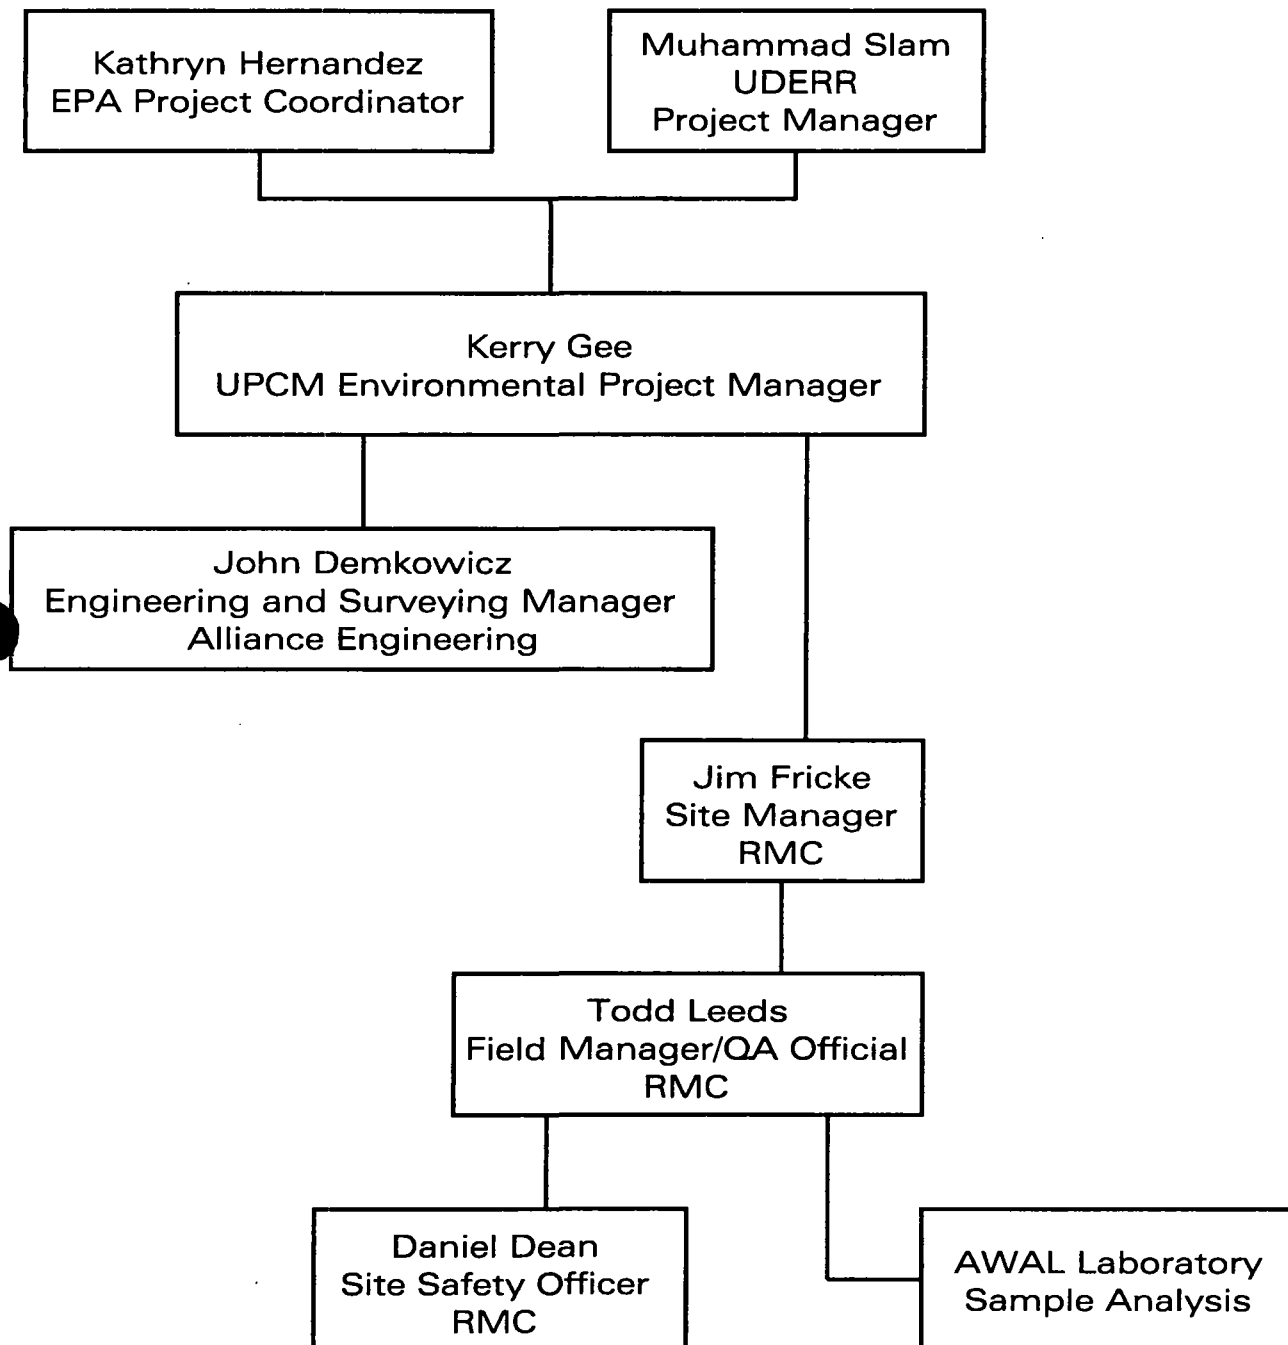 Kathryn Hernandez
EPA Project Coordinator
Muhammad Slam
UDERR
Project Manager
Kerry Gee
UPCM Environmental Project Manager
John Demkowicz
Engineering and Surveying Manager
Alliance Engineering
Jim Fricke
Site Manager
RMC
Todd Leeds
Field Manager/QA Official
RMC
Daniel Dean
Site Safety Officer
RMC
AWAL Laboratory
Sample Analysis